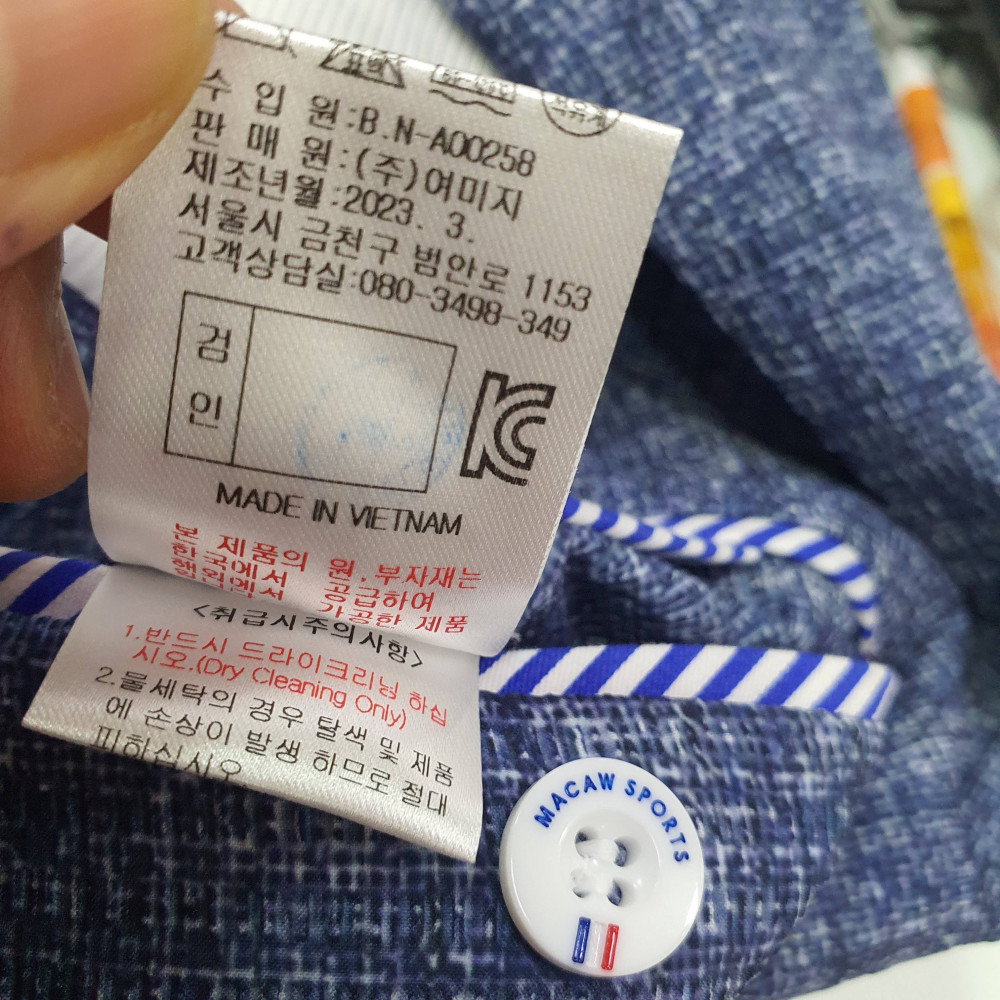 수 입 원:B.N-A00258
판 매 원:(주)여미지
제조년월:2023. 3.
서울시 금천구 범안로 1153
고객상담실:080-3498-349
검
인
MADE IN VIETNAM
본 제품의 원.부자재는
한국에서 공급하여
가공한 제품
<취급시주의사항>
1.반드시 드라이크리닝 하십
시오.(Dry Cleaning Only)
2.물세탁의 경우 탈색 및 제품
에 손상이 발생 하므로 절대
피하십시오
MACAW SPORTS